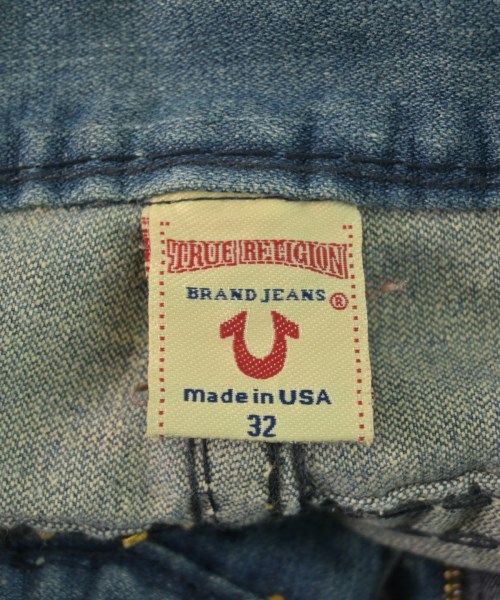 TRUE RELIGION
BRAND JEANS ®
made in USA
32